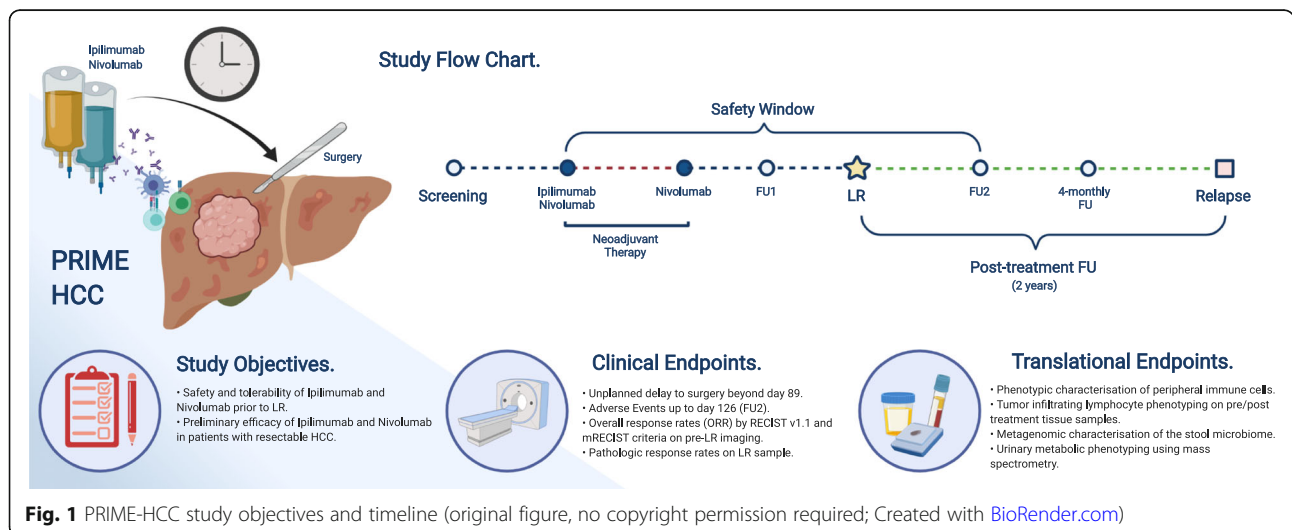 Ipilimumab
Nivolumab
Surgery
PRIME
HCC
Study Flow Chart.
Safety Window
Screening
Ipilimumab
Nivolumab
Nivolumab
FU1
LR
FU2
4-monthly
FU
Relapse
Neoadjuvant
Therapy
Post-treatment FU
(2 years)
Study Objectives.
• Safety and tolerability of Ipilimumab and
Nivolumab prior to LR.
• Preliminary efficacy of Ipilimumab and Nivolumab
in patients with resectable HCC.
Clinical Endpoints.
• Unplanned delay to surgery beyond day 89.
• Adverse Events up to day 126 (FU2).
• Overall response rates (ORR) by RECIST v1.1 and
mRECIST criteria on pre-LR imaging.
• Pathologic response rates on LR sample.
Translational Endpoints.
• Phenotypic characterisation of peripheral immune cells.
• Tumor infiltrating lymphocyte phenotyping on pre/post
treatment tissue samples.
• Metagenomic characterisation of the stool microbiome.
• Urinary metabolic phenotyping using mass
spectrometry.
Fig. 1 PRIME-HCC study objectives and timeline (original figure, no copyright permission required; Created with BioRender.com)